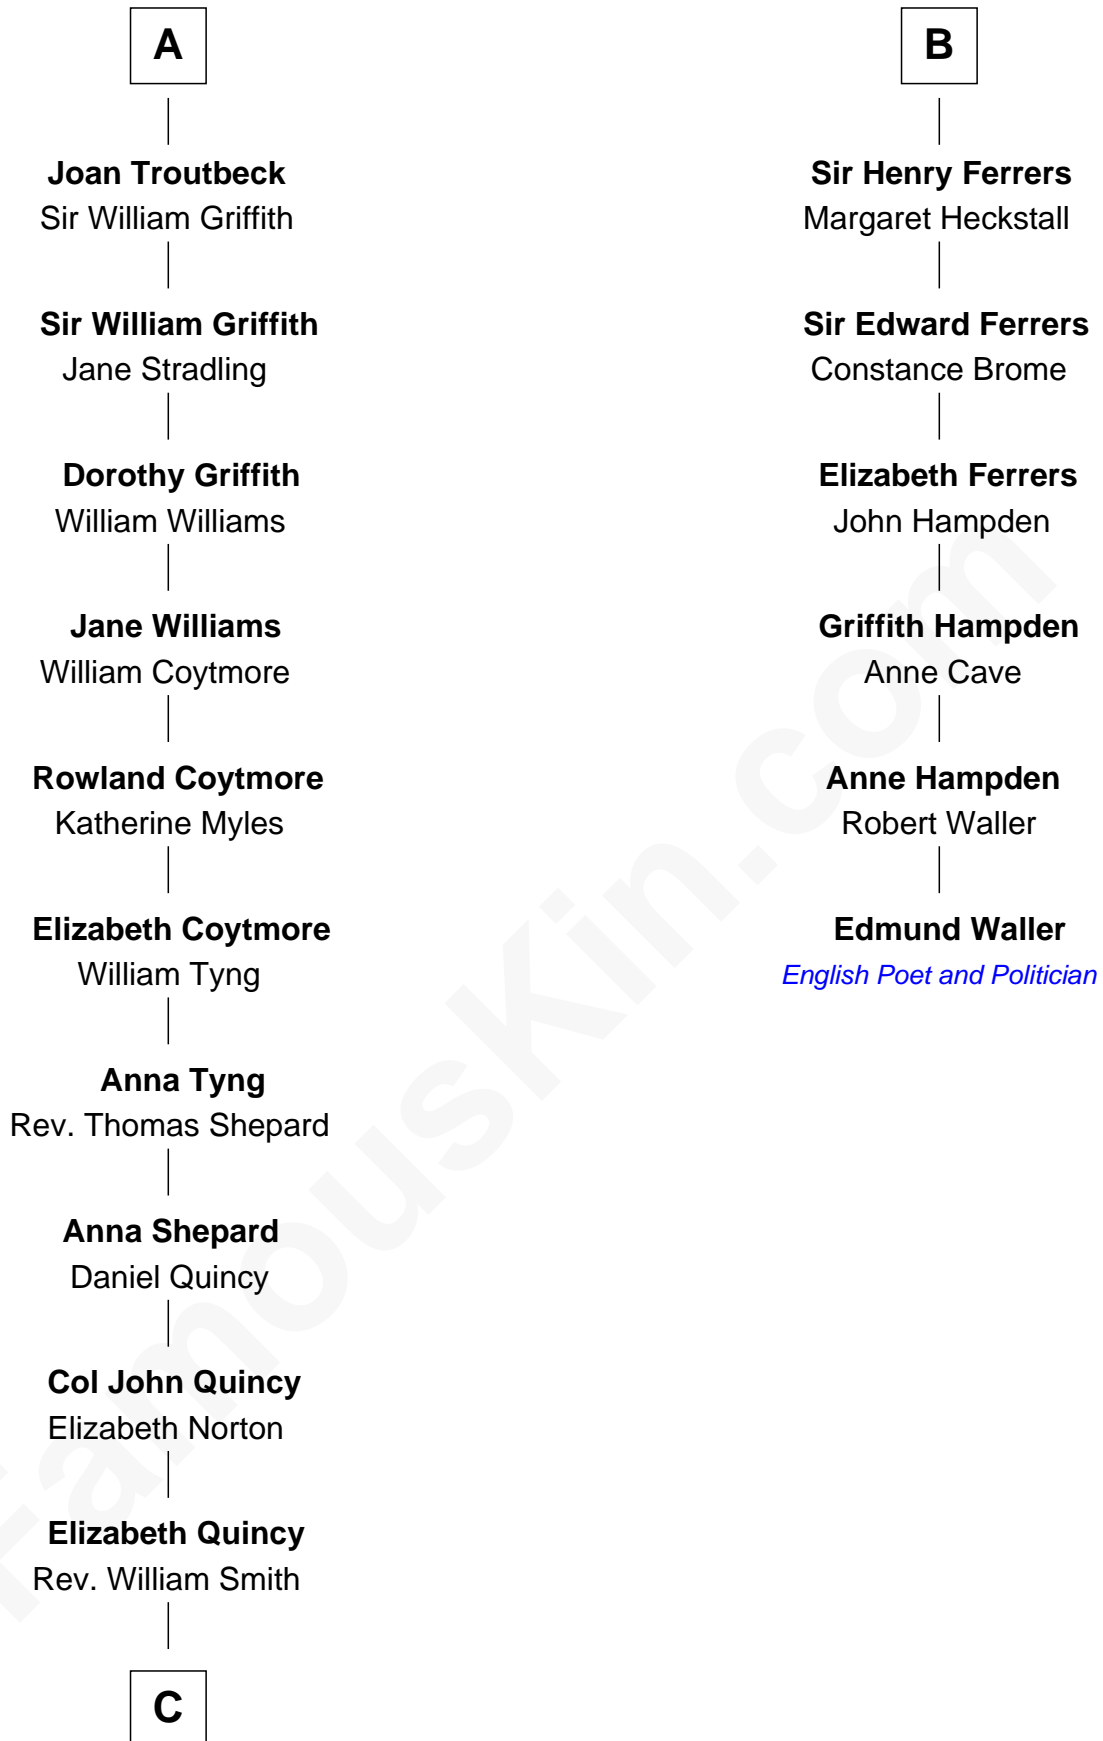 A
Joan Troutbeck
Sir William Griffith
Sir William Griffith
Jane Stradling
Dorothy Griffith
William Williams
Jane Williams
William Coytmore
Rowland Coytmore
Katherine Myles
Elizabeth Coytmore
William Tyng
Anna Tyng
Rev. Thomas Shepard
Anna Shepard
Daniel Quincy
Col John Quincy
Elizabeth Norton
Elizabeth Quincy
Rev. William Smith
C
B
Sir Henry Ferrers
Margaret Heckstall
Sir Edward Ferrers
Constance Brome
Elizabeth Ferrers
John Hampden
Griffith Hampden
Anne Cave
Anne Hampden
Robert Waller
Edmund Waller
English Poet and Politician
FamousKin.com